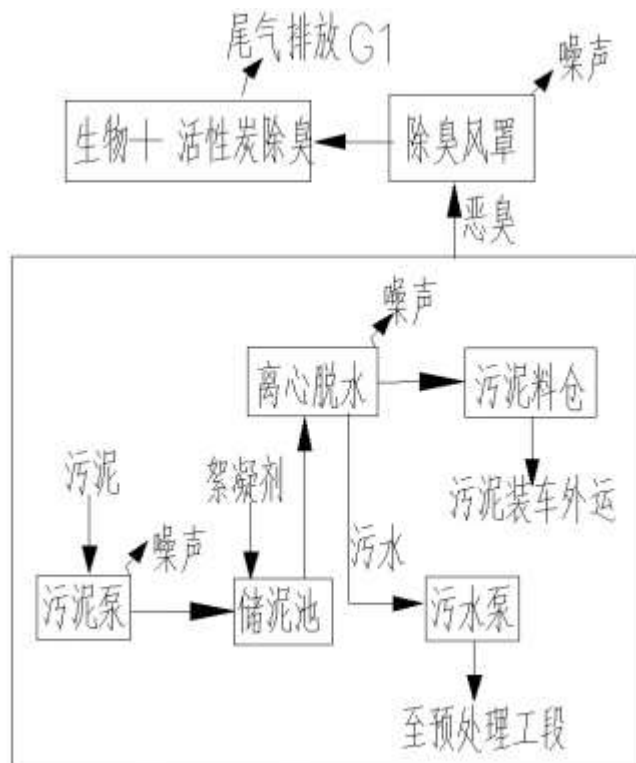 尾气排放G1
噪声
生物＋ 活性炭除臭
除臭风罩
恶臭
噪声
离心脱水
污泥料仓
污泥
絮凝剂
污泥装车外运
噪声
污水
污泥泵
储泥池
污水泵
至预处理工段